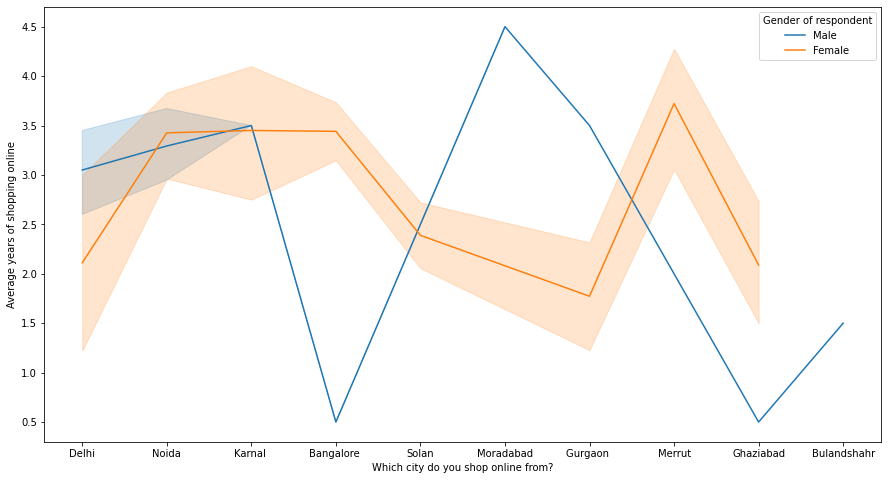 Gender of respondent
Male
Female
4.5
4.0
3.5
3.0
2.5
2.0
1.5
1.0
0.5
Average years of shopping online
Delhi Noida Karnal Bangalore Solan Moradabad Gurgaon Merrut Ghaziabad Bulandshahr
Which city do you shop online from?